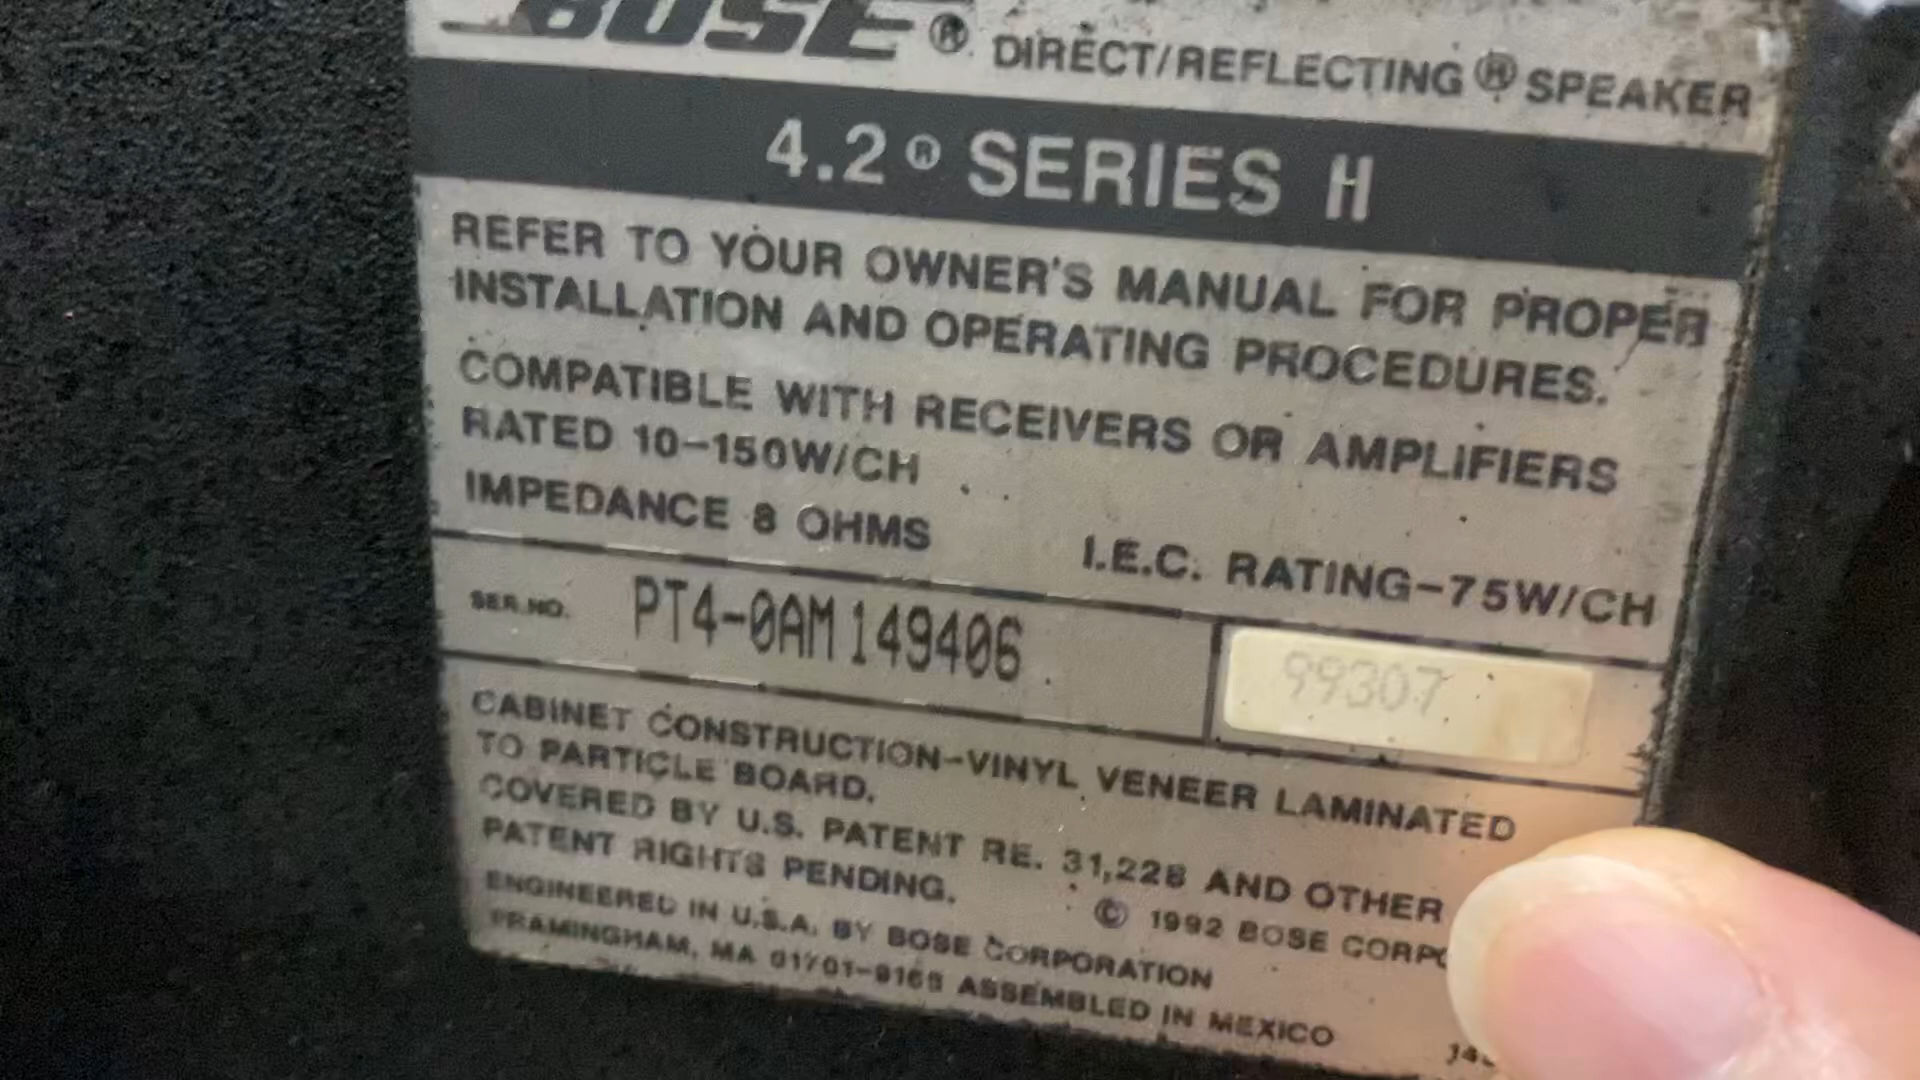 BOSE® DIRECT/REFLECTING® SPEAKER
4.2® SERIES II
REFER TO YOUR OWNER'S MANUAL FOR PROPER
INSTALLATION AND OPERATING PROCEDURES.
COMPATIBLE WITH RECEIVERS OR AMPLIFIERS
RATED 10-150W/CH
IMPEDANCE 8 OHMS I.E.C. RATING-75W/CH
SER.NO. PT4-0AM149406 99307
CABINET CONSTRUCTION-VINYL VENEER LAMINATED
TO PARTICLE BOARD.
COVERED BY U.S. PATENT RE. 31,228 AND OTHER
PATENT RIGHTS PENDING. © 1992 BOSE
ENGINEERED IN U.S.A. BY BOSE CORPORATION
FRAMINGHAM, MA 01701-9168 ASSEMBLED IN MEXICO